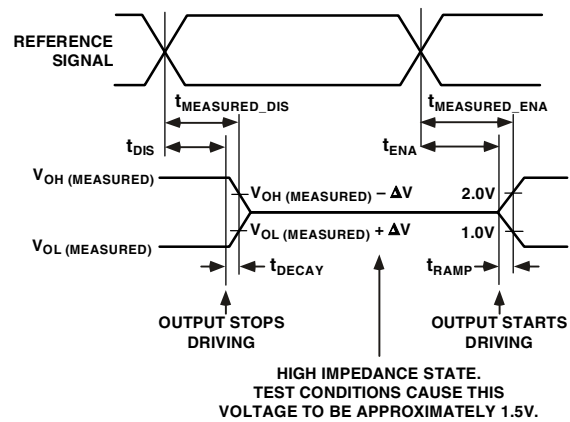 REFERENCE
SIGNAL
tMEASURED_DIS
tMEASURED_ENA
tDIS
tENA
VOH (MEASURED)
VOH (MEASURED) – ΔV
2.0V
VOL (MEASURED) + ΔV
1.0V
VOL (MEASURED)
tDECAY
tRAMP
OUTPUT STOPS
DRIVING
OUTPUT STARTS
DRIVING
HIGH IMPEDANCE STATE.
TEST CONDITIONS CAUSE THIS
VOLTAGE TO BE APPROXIMATELY 1.5V.